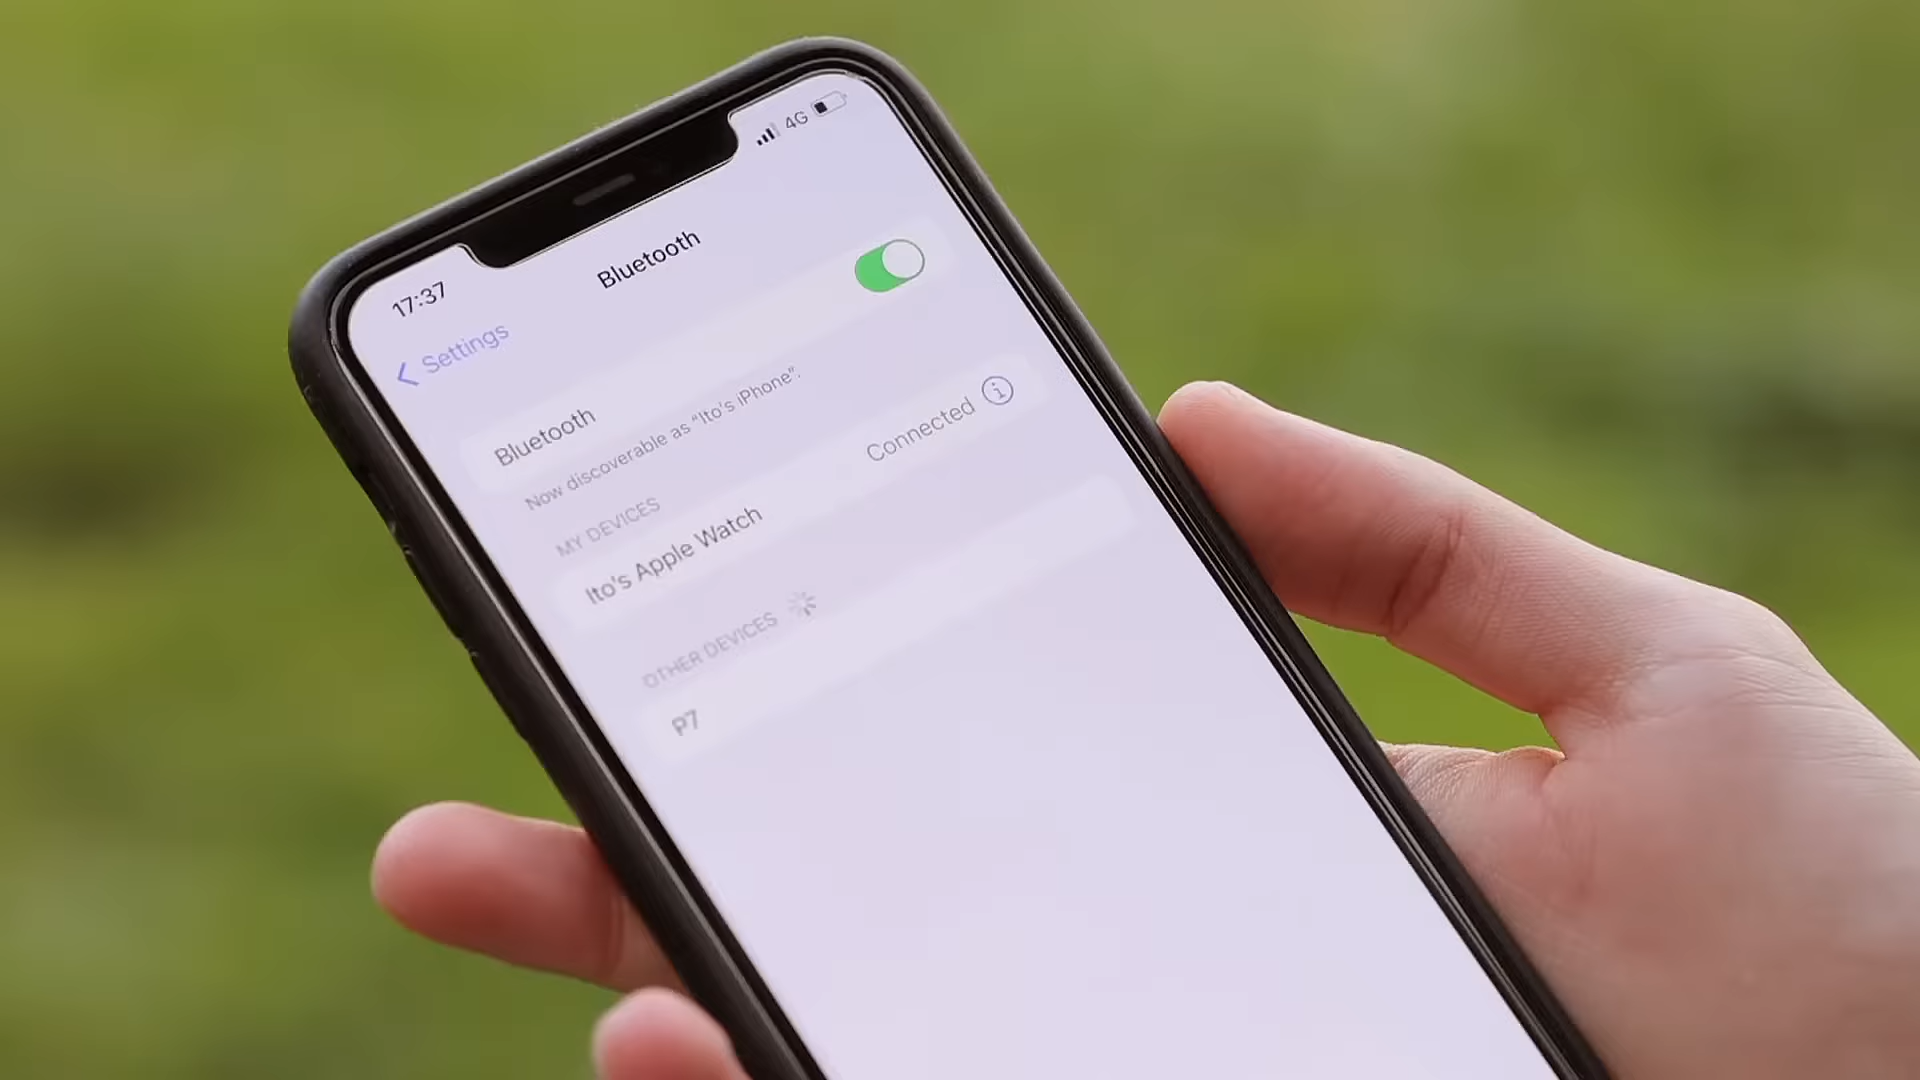 17:37
4G
Settings
Bluetooth
Bluetooth
Now discoverable as “Ito's iPhone”.
MY DEVICES
Ito's Apple Watch Connected
OTHER DEVICES
P7